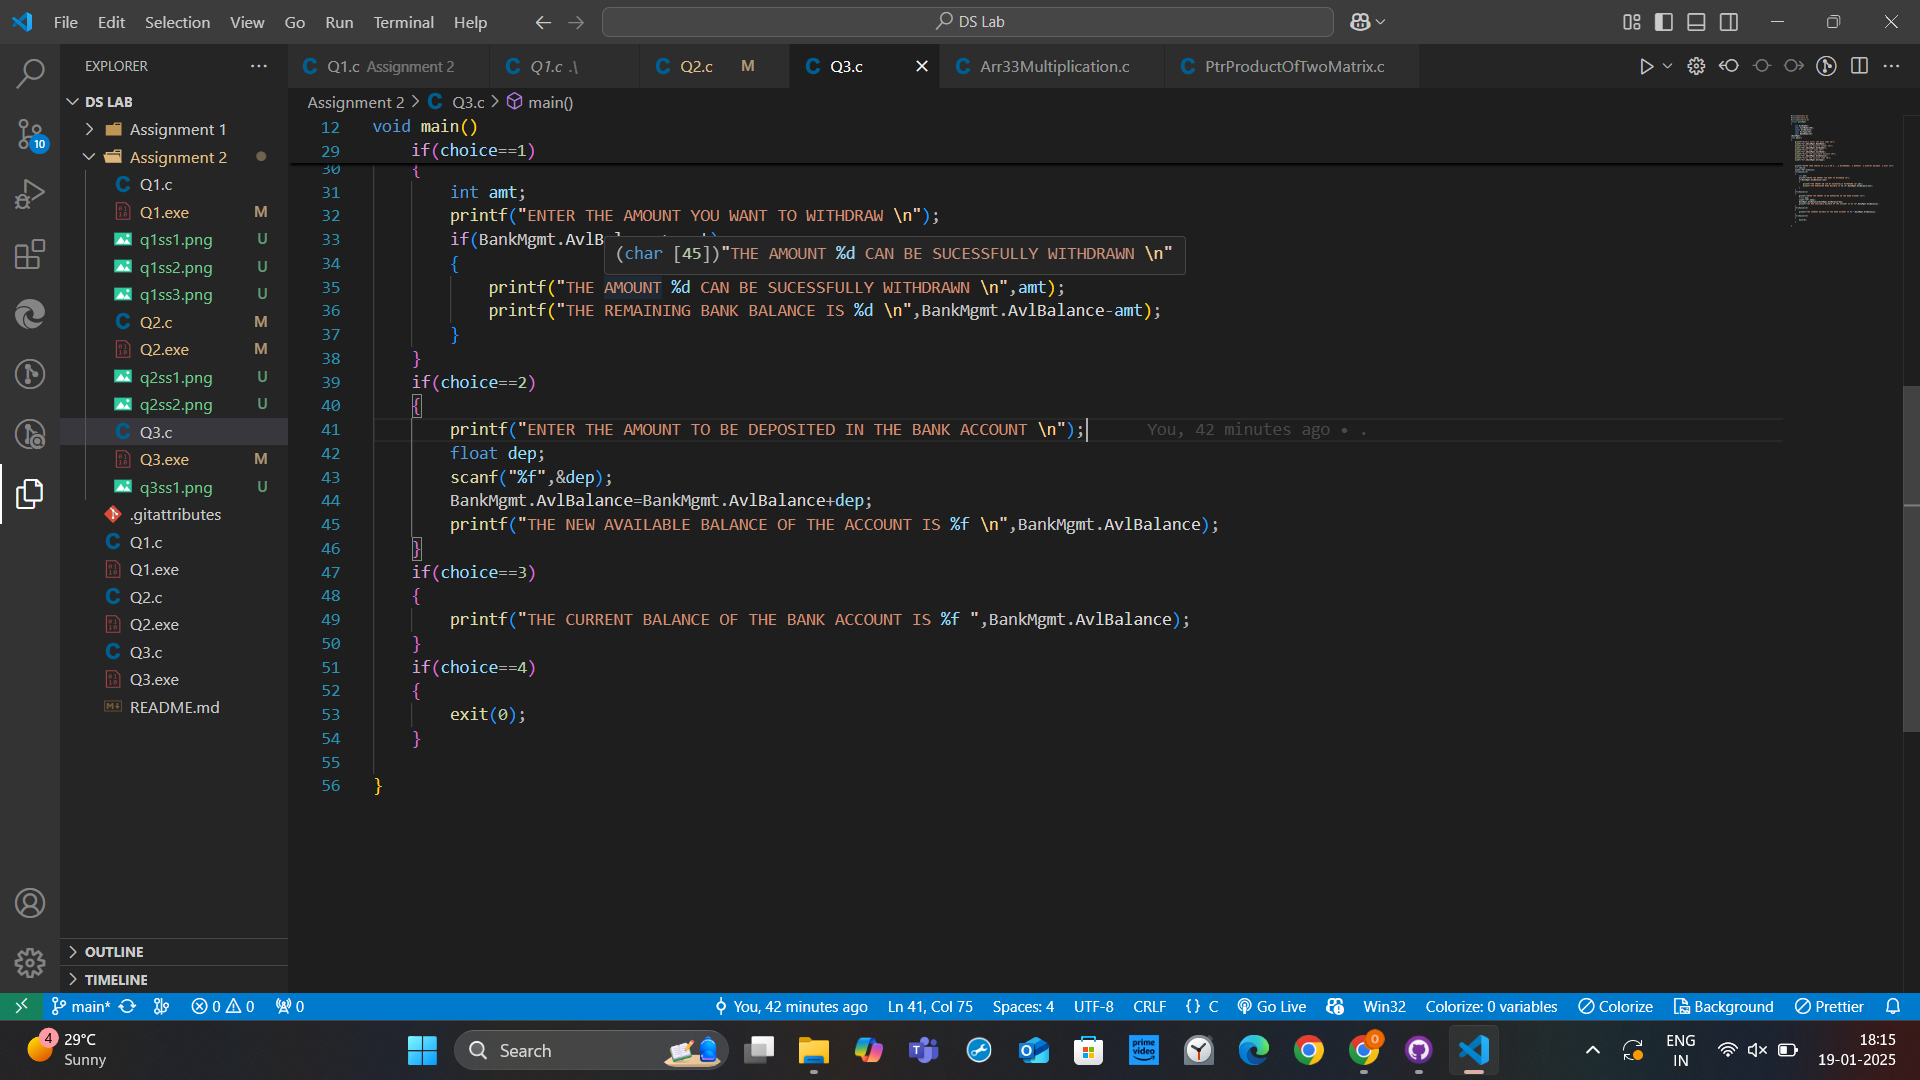 File Edit Selection View Go Run Terminal Help
DS Lab
EXPLORER
Q1.c Assignment 2
Q1.c .\
Q2.c M
Q3.c
Arr33Multiplication.c
PtrProductOfTwoMatrix.c
DS LAB
Assignment 1
Assignment 2
Q1.c
Q1.exe M
q1ss1.png U
q1ss2.png U
q1ss3.png U
Q2.c M
Q2.exe M
q2ss1.png U
q2ss2.png U
Q3.c
Q3.exe M
q3ss1.png U
.gitattributes
Q1.c
Q1.exe
Q2.c
Q2.exe
Q3.c
Q3.exe
README.md
OUTLINE
TIMELINE
10
Assignment 2 > Q3.c > main()
12 void main()
29 if(choice==1)
30 {
31 int amt;
32 printf("ENTER THE AMOUNT YOU WANT TO WITHDRAW \n");
33 if(BankMgmt.AvlB
(char [45])"THE AMOUNT %d CAN BE SUCESSFULLY WITHDRAWN \n"
34 {
35 printf("THE AMOUNT %d CAN BE SUCESSFULLY WITHDRAWN \n",amt);
36 printf("THE REMAINING BANK BALANCE IS %d \n",BankMgmt.AvlBalance-amt);
37 }
38 }
39 if(choice==2)
40 {
41 printf("ENTER THE AMOUNT TO BE DEPOSITED IN THE BANK ACCOUNT \n"); You, 42 minutes ago • .
42 float dep;
43 scanf("%f",&dep);
44 BankMgmt.AvlBalance=BankMgmt.AvlBalance+dep;
45 printf("THE NEW AVAILABLE BALANCE OF THE ACCOUNT IS %f \n",BankMgmt.AvlBalance);
46 }
47 if(choice==3)
48 {
49 printf("THE CURRENT BALANCE OF THE BANK ACCOUNT IS %f ",BankMgmt.AvlBalance);
50 }
51 if(choice==4)
52 {
53 exit(0);
54 }
55
56 }
main* 0 0 0 You, 42 minutes ago Ln 41, Col 75 Spaces: 4 UTF-8 CRLF {} C Go Live Win32 Colorize: 0 variables Colorize Background Prettier
4 29°C
Sunny
Search
prime video
0
ENG
IN
18:15
19-01-2025